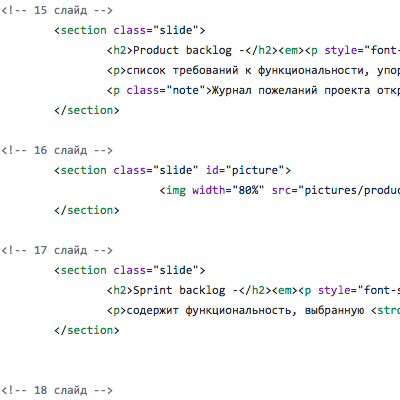 <!-- 15 слайд -->
<section class="slide">
<h2>Product backlog -</h2><em><p style="font-
<p>список требований к функциональности, упор
<p class="note">Журнал пожеланий проекта откр
</section>
<!-- 16 слайд -->
<section class="slide" id="picture">
<img width="80%" src="pictures/produc
</section>
<!-- 17 слайд -->
<section class="slide">
<h2>Sprint backlog -</h2><em><p style="font-s
<p>содержит функциональность, выбранную <stro
</section>
<!-- 18 слайд -->